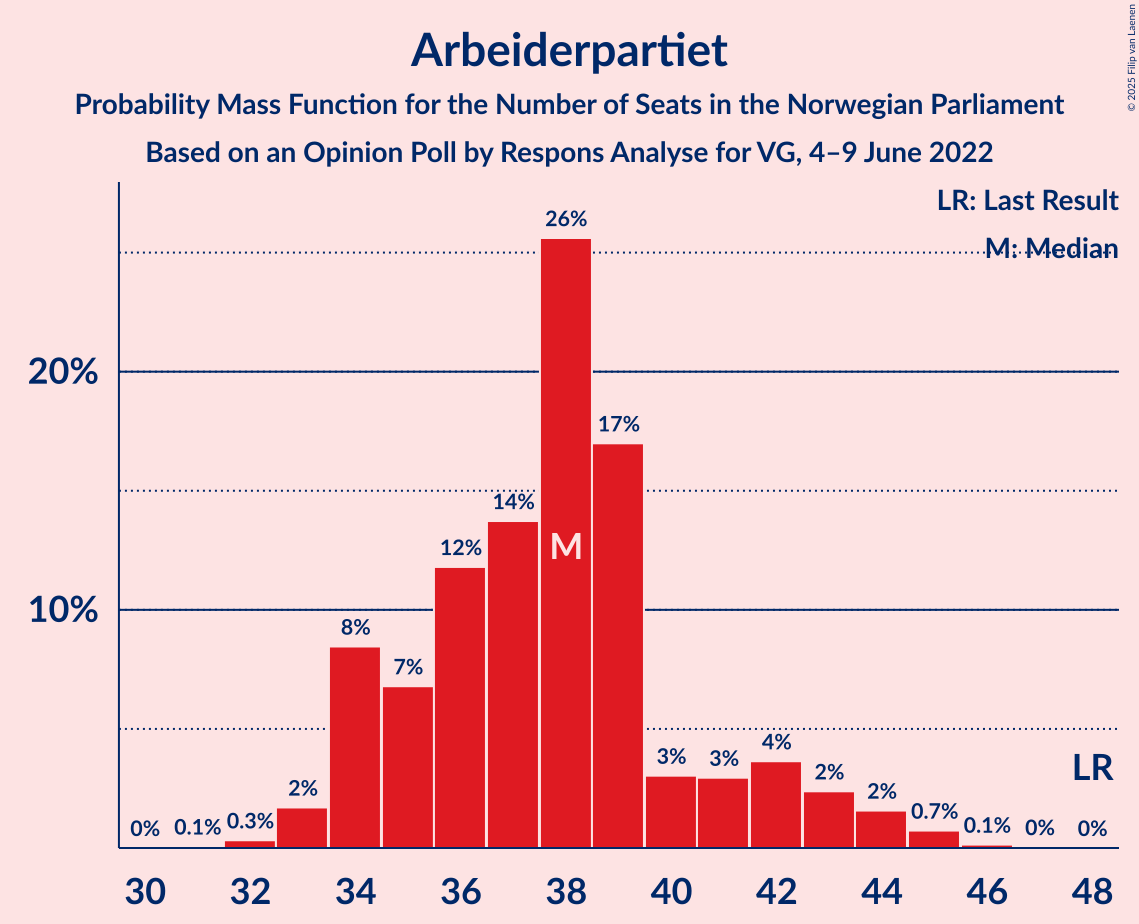 Arbeiderpartiet
Probability Mass Function for the Number of Seats in the Norwegian Parliament
Based on an Opinion Poll by Respons Analyse for VG, 4–9 June 2022
© 2025 Filip van Laenen
LR: Last Result
M: Median
20%
10%
0%
0.1%
0.3%
2%
8%
7%
12%
14%
26%
17%
3%
3%
4%
2%
2%
0.7%
0.1%
0%
0%
M
LR
30 32 34 36 38 40 42 44 46 48